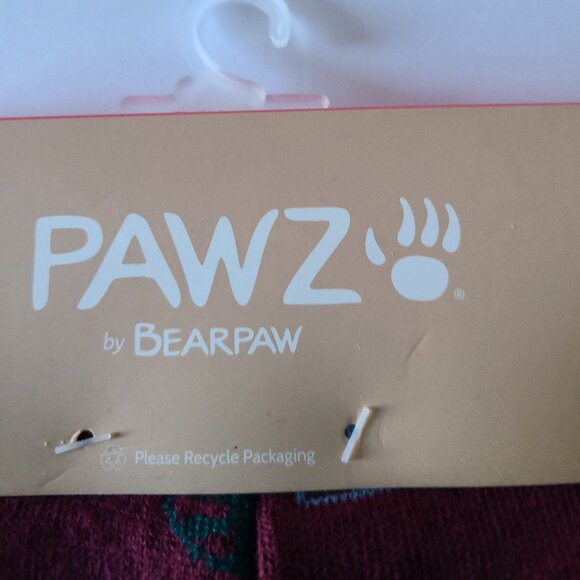 PAWZ ®
by BEARPAW
Please Recycle Packaging